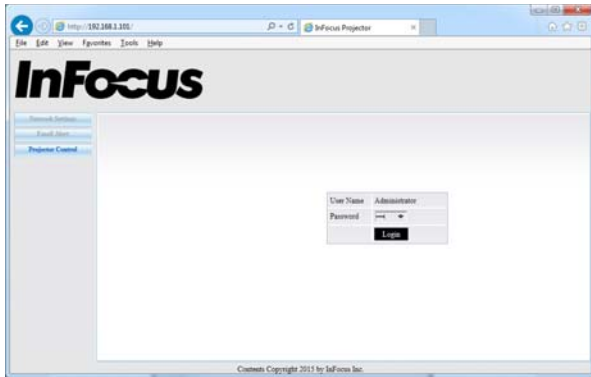 http://192.168.1.101/
InFocus Projector
File Edit View Favorites Tools Help
InFocus
Network Settings
Email Alert
Projector Control
User Name Administrator
Password
Login
Contents Copyright 2015 by InFocus Inc.